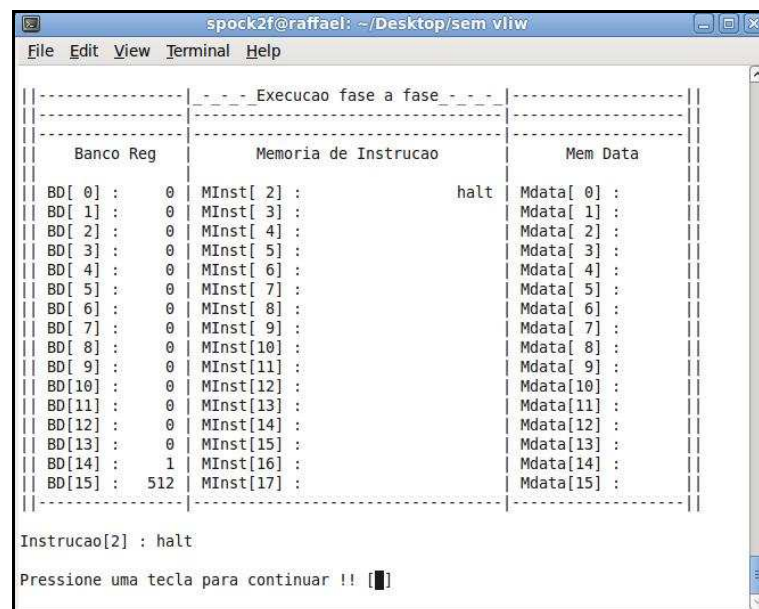 spock2f@raffael: ~/Desktop/sem vliw
File Edit View Terminal Help
||----------------|_-_-_-_Execucao fase a fase_-_-_-_|------------------||
||----------------|--------------------------------|------------------||
||----------------|--------------------------------|------------------||
|| Banco Reg | Memoria de Instrucao | Mem Data ||
|| | | ||
|| BD[ 0] : 0 | MInst[ 2] : halt | Mdata[ 0] : ||
|| BD[ 1] : 0 | MInst[ 3] : | Mdata[ 1] : ||
|| BD[ 2] : 0 | MInst[ 4] : | Mdata[ 2] : ||
|| BD[ 3] : 0 | MInst[ 5] : | Mdata[ 3] : ||
|| BD[ 4] : 0 | MInst[ 6] : | Mdata[ 4] : ||
|| BD[ 5] : 0 | MInst[ 7] : | Mdata[ 5] : ||
|| BD[ 6] : 0 | MInst[ 8] : | Mdata[ 6] : ||
|| BD[ 7] : 0 | MInst[ 9] : | Mdata[ 7] : ||
|| BD[ 8] : 0 | MInst[10] : | Mdata[ 8] : ||
|| BD[ 9] : 0 | MInst[11] : | Mdata[ 9] : ||
|| BD[10] : 0 | MInst[12] : | Mdata[10] : ||
|| BD[11] : 0 | MInst[13] : | Mdata[11] : ||
|| BD[12] : 0 | MInst[14] : | Mdata[12] : ||
|| BD[13] : 0 | MInst[15] : | Mdata[13] : ||
|| BD[14] : 1 | MInst[16] : | Mdata[14] : ||
|| BD[15] : 512 | MInst[17] : | Mdata[15] : ||
||----------------|--------------------------------|------------------||
Instrucao[2] : halt
Pressione uma tecla para continuar !! [ ]